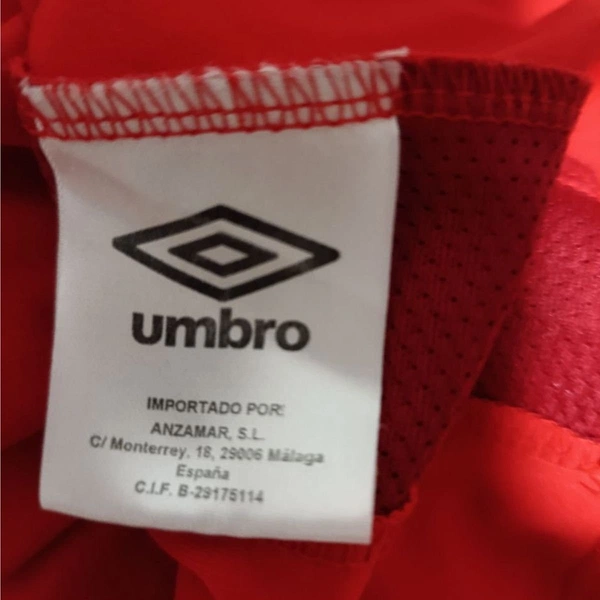 umbro
IMPORTADO POR:
ANZAMAR, S.L.
C/ Monterrey, 18, 29006 Málaga
España
C.I.F. B-29175114